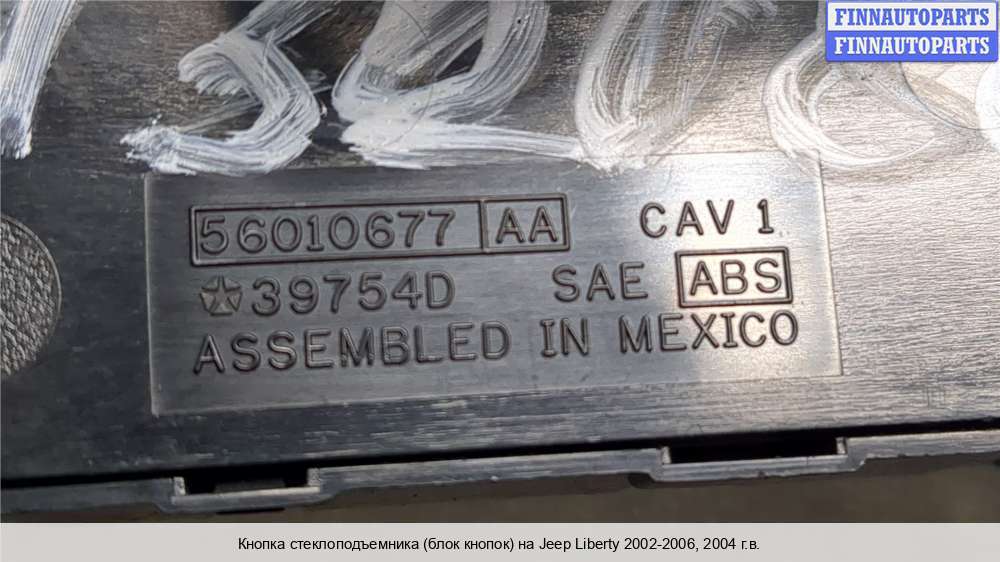 FINNAUTOPARTS
FINNAUTOPARTS
56010677 AA CAV 1
39754D SAE ABS
ASSEMBLED IN MEXICO
Кнопка стеклоподъемника (блок кнопок) на Jeep Liberty 2002-2006, 2004 г.в.